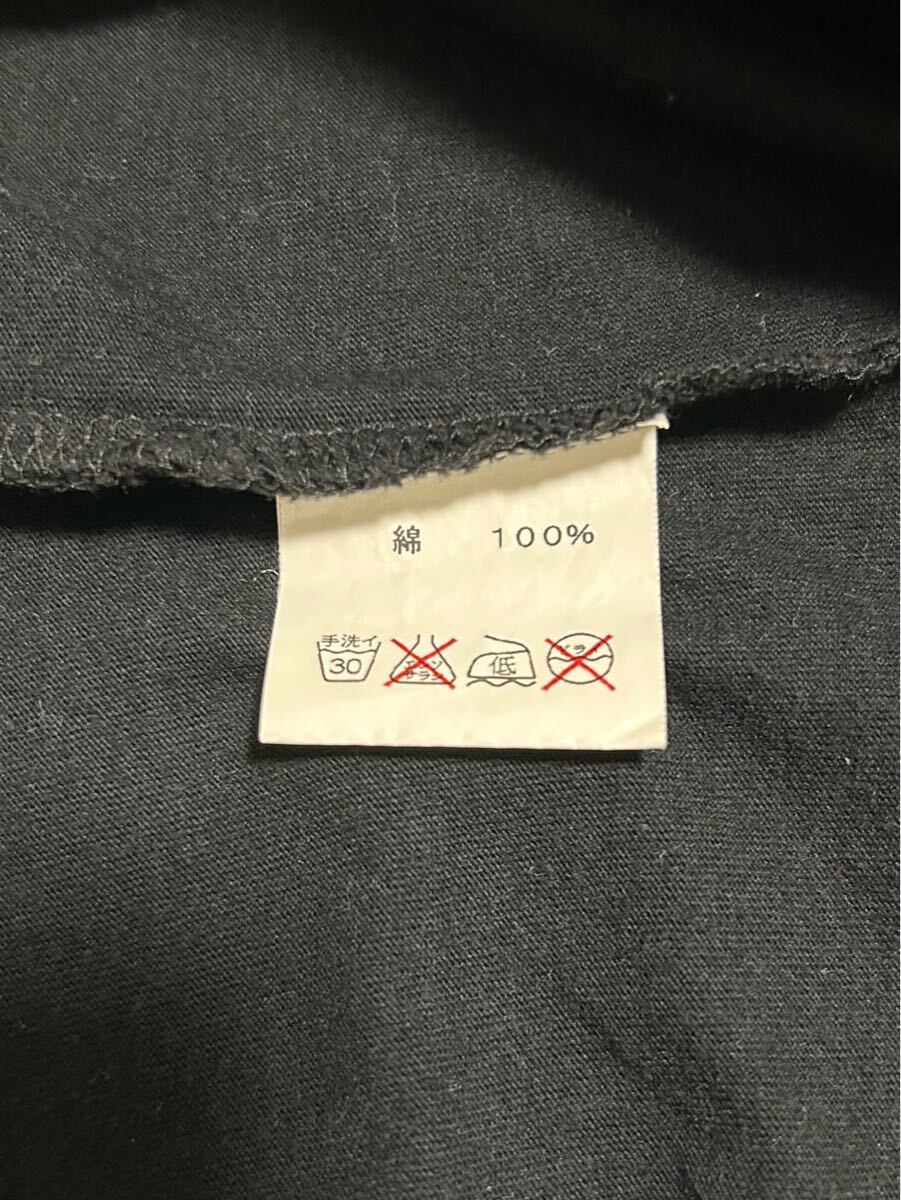 綿 100%
手洗イ
30 エンソ 低 ドライ
サラシ